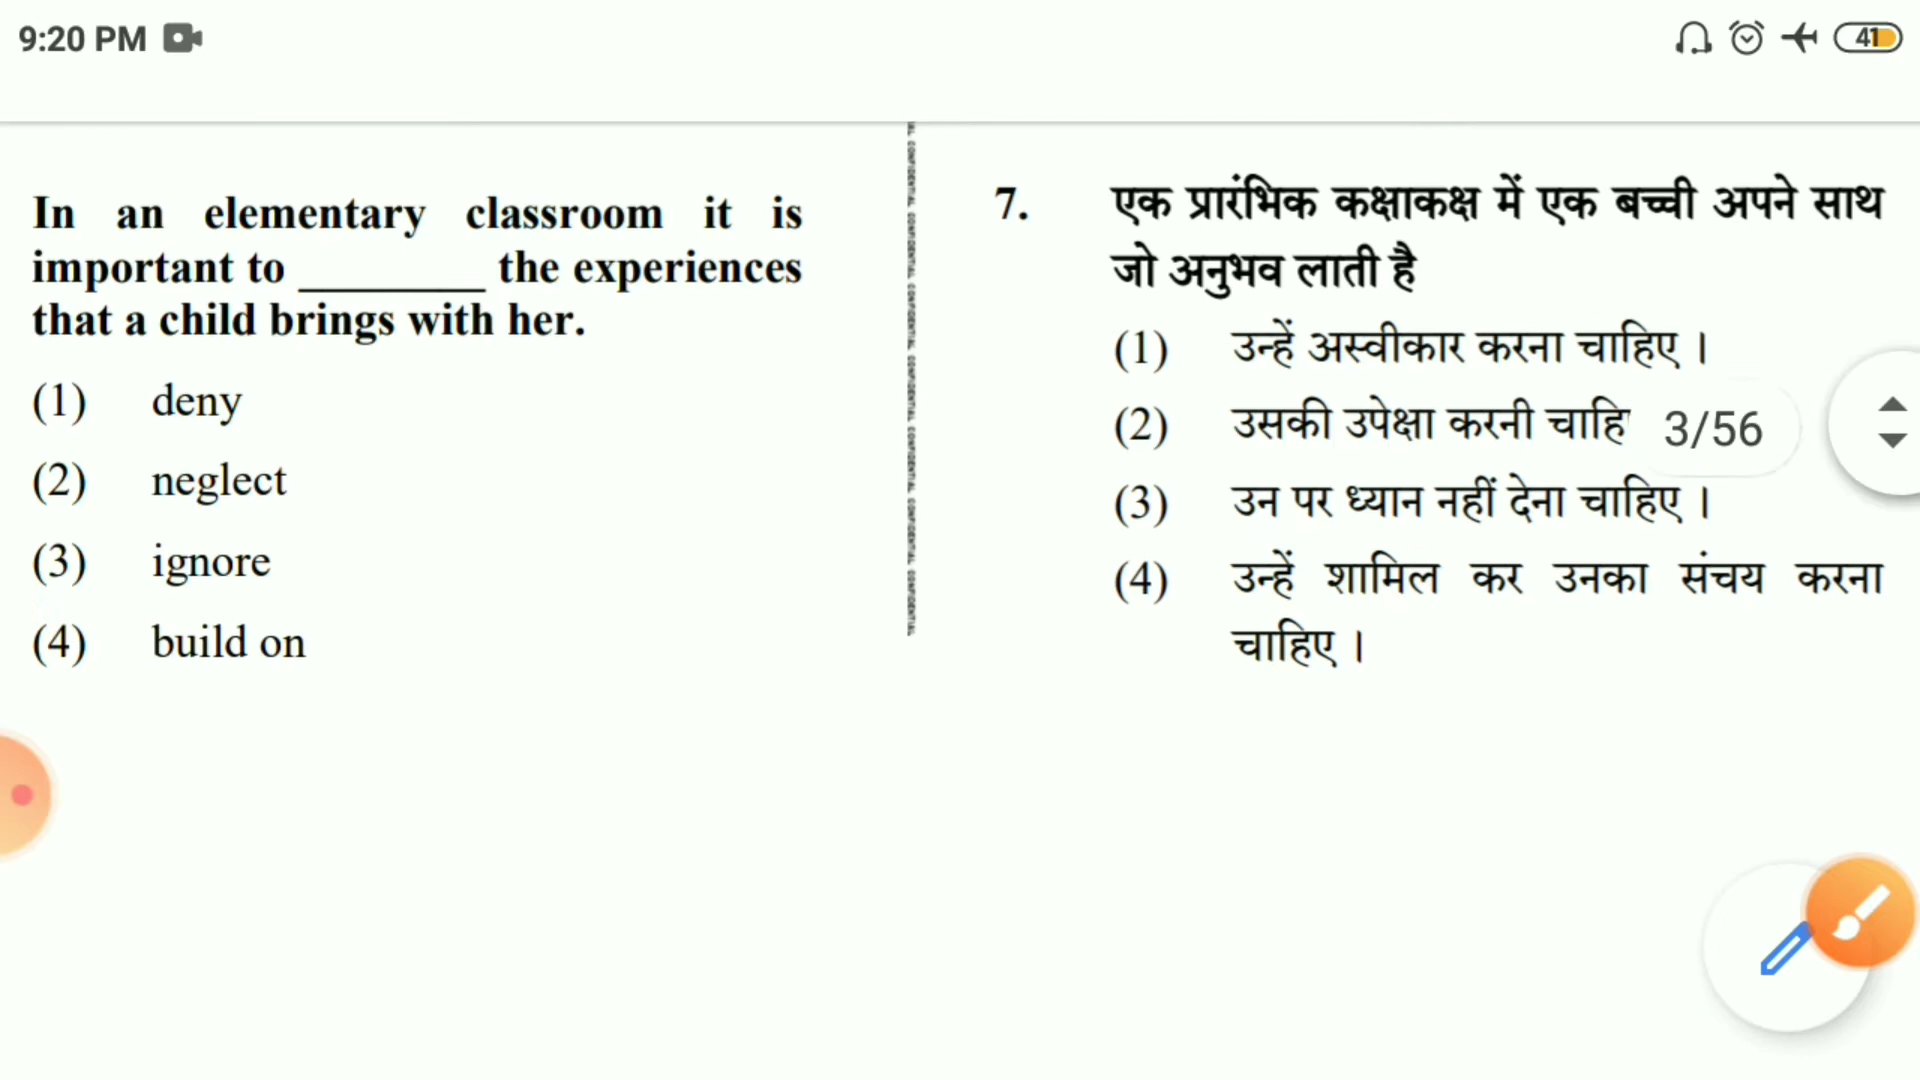 9:20 PM
41
In an elementary classroom it is
important to ________ the experiences
that a child brings with her.
(1) deny
(2) neglect
(3) ignore
(4) build on
7. एक प्रारंभिक कक्षाकक्ष में एक बच्ची अपने साथ
जो अनुभव लाती है
(1) उन्हें अस्वीकार करना चाहिए ।
(2) उसकी उपेक्षा करनी
(3) उन पर ध्यान नहीं देना चाहिए ।
(4) उन्हें शामिल कर उनका संचय करना
चाहिए ।
3/56